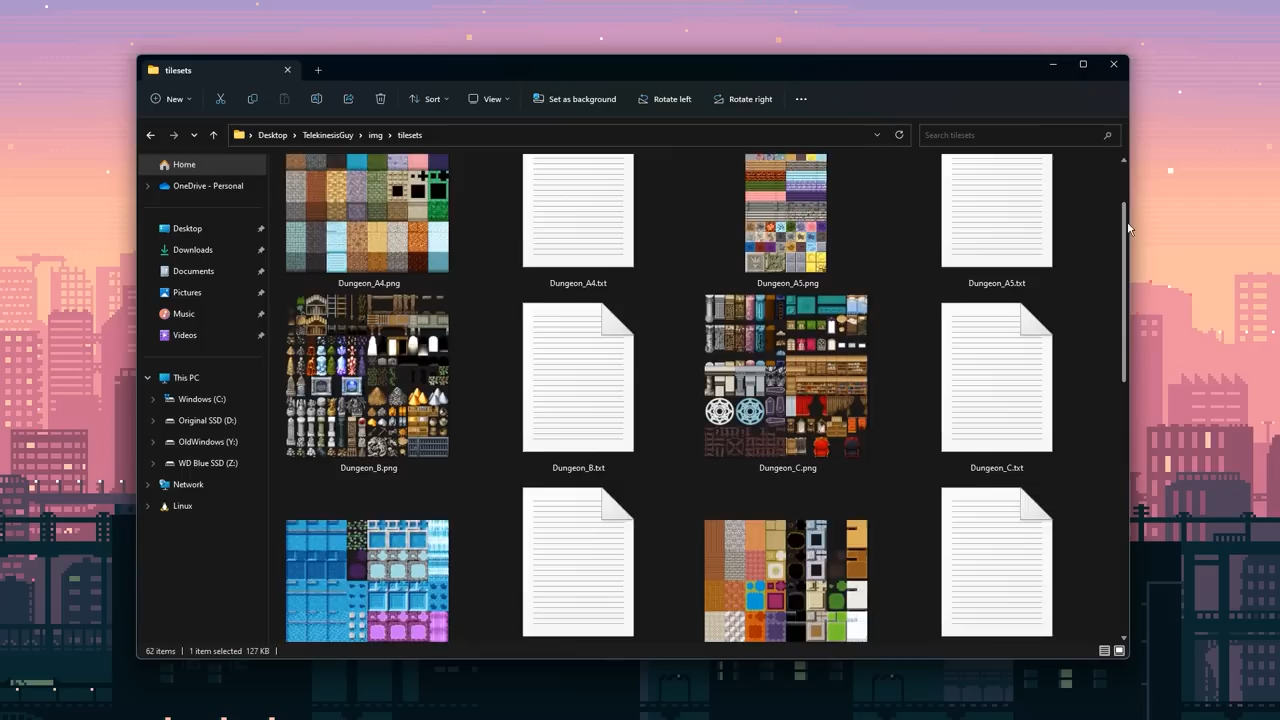 tilesets
New
Sort
View
Set as background
Rotate left
Rotate right
Desktop
TelekinesisGuy
img
tilesets
Search tilesets
Home
OneDrive - Personal
Desktop
Downloads
Documents
Pictures
Music
Videos
This PC
Windows (C:)
Original SSD (D:)
OldWindows (Y:)
WD Blue SSD (Z:)
Network
Linux
Dungeon_A4.png
Dungeon_A4.txt
Dungeon_A5.png
Dungeon_A5.txt
Dungeon_B.png
Dungeon_B.txt
Dungeon_C.png
Dungeon_C.txt
62 items
1 item selected 127 KB